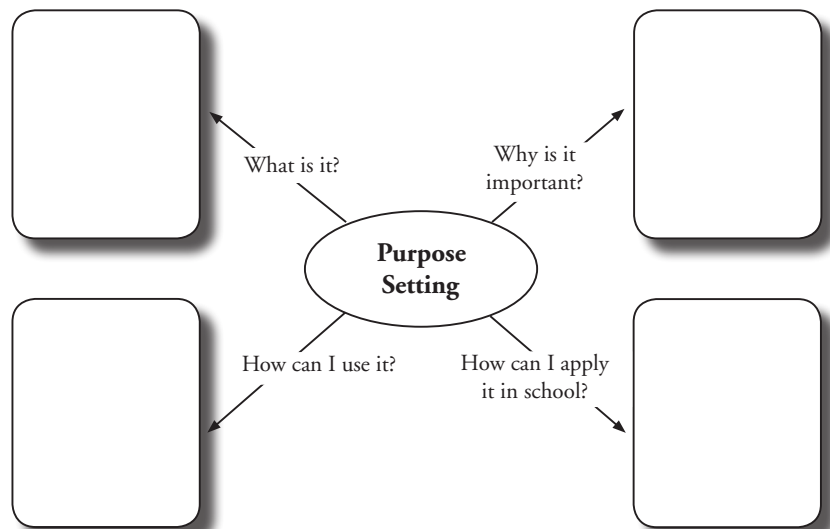 What is it?
Why is it
important?
Purpose
Setting
How can I use it?
How can I apply
it in school?